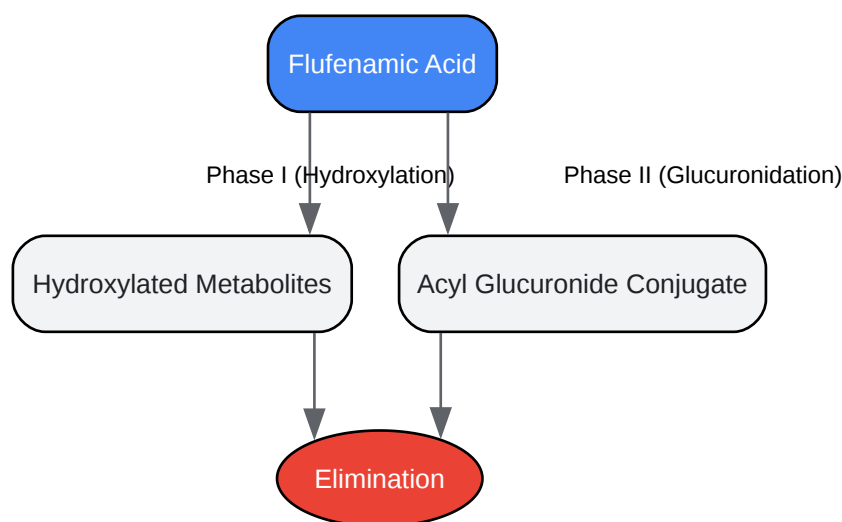 Flufenamic Acid
Phase I (Hydroxylation)
Phase II (Glucuronidation)
Hydroxylated Metabolites
Acyl Glucuronide Conjugate
Elimination